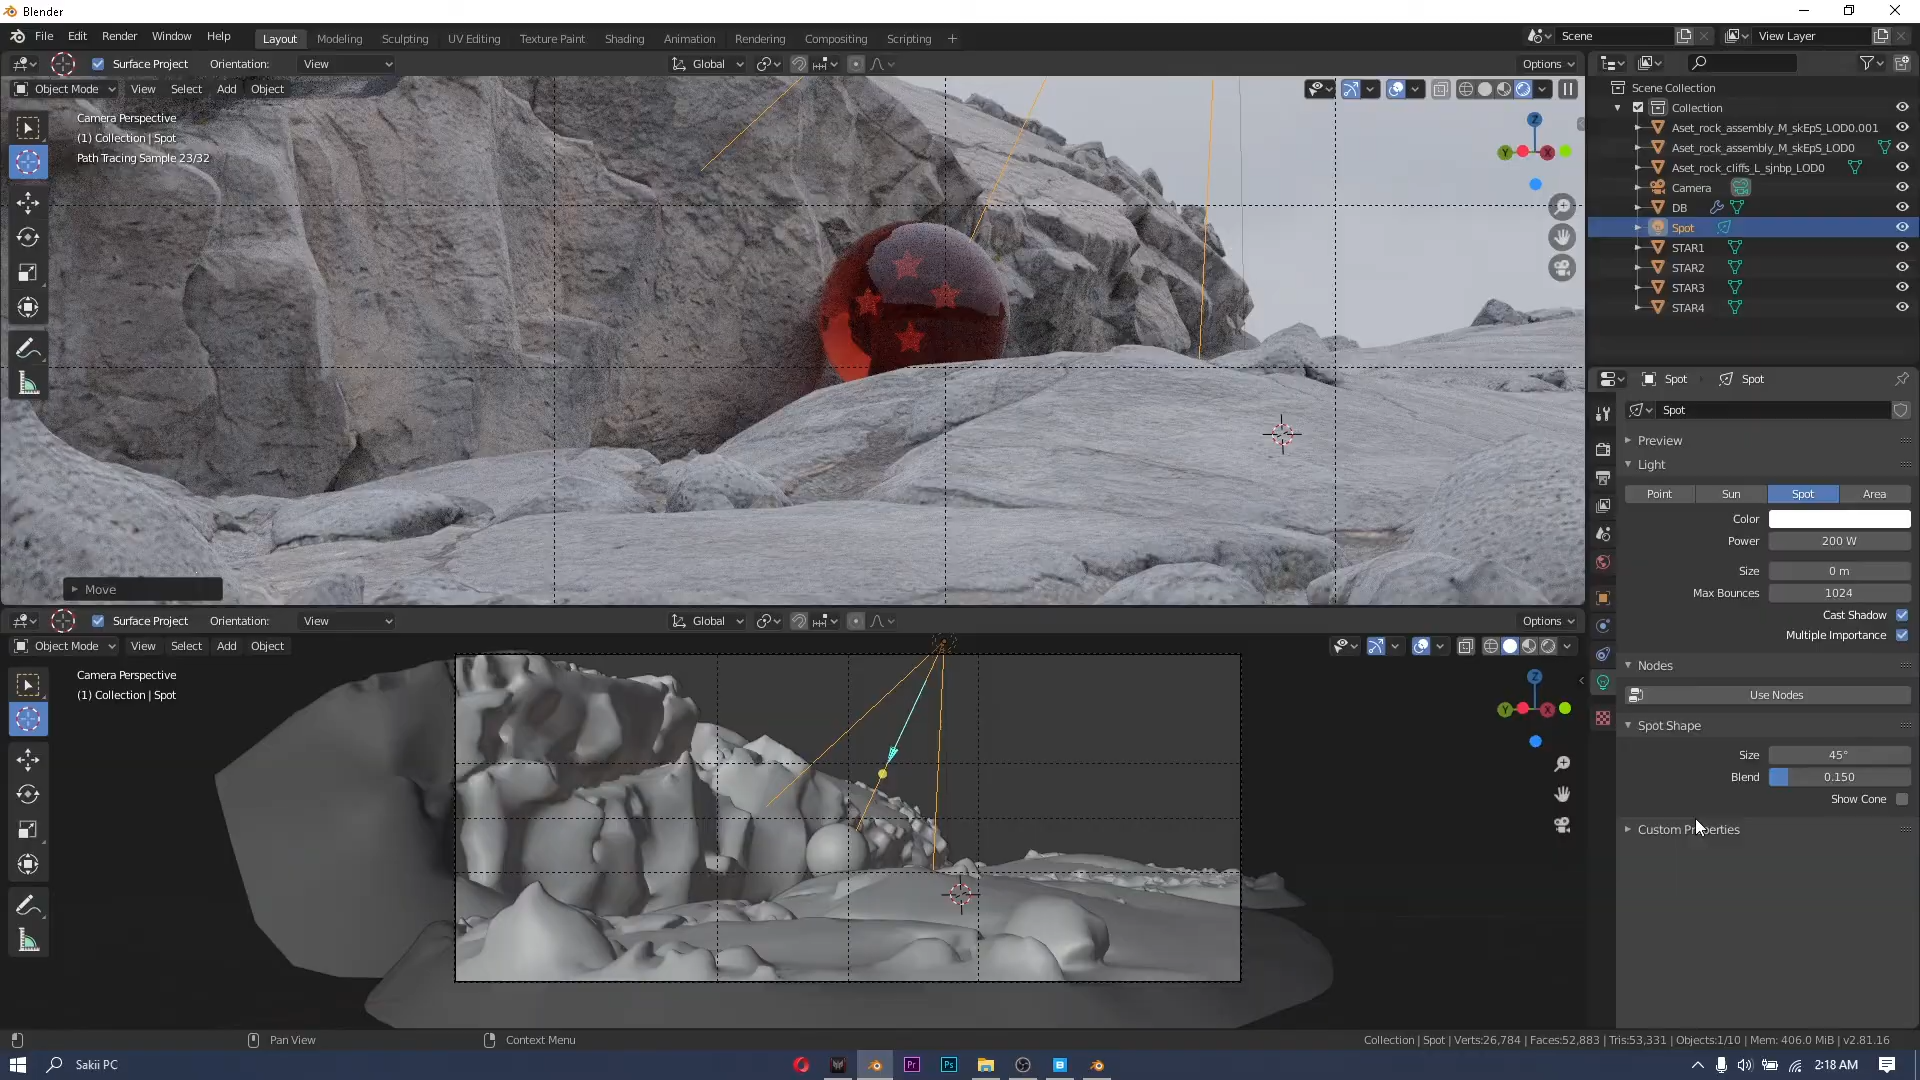 Blender
File Edit Render Window Help
Layout Modeling Sculpting UV Editing Texture Paint Shading Animation Rendering Compositing Scripting
Scene
View Layer
Surface Project Orientation: View
Global
Options
Object Mode View Select Add Object
Camera Perspective
(1) Collection | Spot
Path Tracing Sample 23/32
Z
Y
X
Move
Scene Collection
Collection
Aset_rock_assembly_M_skEpS_LOD0.001
Aset_rock_assembly_M_skEpS_LOD0
Aset_rock_cliffs_L_sjnbp_LOD0
Camera
DB
Spot
STAR1
STAR2
STAR3
STAR4
Spot Spot
Spot
Preview
Light
Point Sun Spot Area
Color
Power 200 W
Size 0 m
Max Bounces 1024
Cast Shadow
Multiple Importance
Nodes
Use Nodes
Spot Shape
Size 45°
Blend 0.150
Show Cone
Custom Properties
Surface Project Orientation: View
Global
Options
Object Mode View Select Add Object
Camera Perspective
(1) Collection | Spot
Z
Y
X
Pan View
Context Menu
Collection | Spot | Verts:26,784 | Faces:52,883 | Tris:53,331 | Objects:1/10 | Mem: 406.0 MiB | v2.81.16
Sakii PC
Pr
Ps
2:18 AM